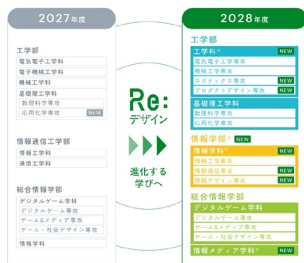 2027年度
工学部
電気電子工学科
電子機械工学科
機械工学科
基礎理工学科
数理科学専攻
応用化学専攻 NEW
情報通信工学部
情報工学科
通信工学科
総合情報学部
デジタルゲーム学科
デジタルゲーム専攻
ゲーム&メディア専攻
ゲーム・社会デザイン専攻
情報学科
Re:
デザイン
進化する
学びへ
2028年度
工学部
工学科* NEW
電気電子工学専攻
機械工学専攻
ロボティクス専攻 NEW
プロダクトデザイン専攻 NEW
基礎理工学科
数理科学専攻
応用化学専攻
情報学部* NEW
情報学科* NEW
情報工学専攻
情報通信専攻 NEW
情報デザイン専攻 NEW
総合情報学部
デジタルゲーム学科
デジタルゲーム専攻
ゲーム&メディア専攻
ゲーム・社会デザイン専攻
情報メディア学科* NEW